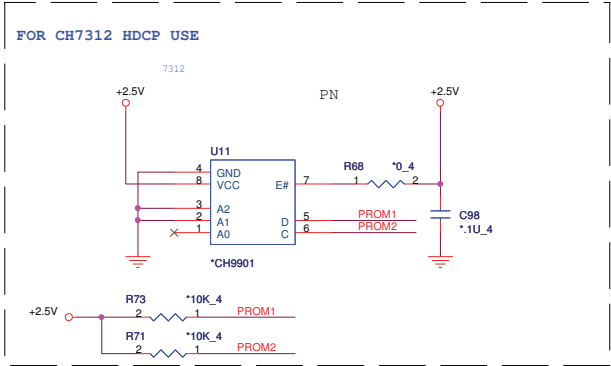 FOR CH7312 HDCP USE
7312
+2.5V
PN
+2.5V
U11
R68 *0_4
4 GND
8 VCC E# 7 1 2
3 A2
2 A1 D 5 PROM1
1 A0 C 6 PROM2
C98
*.1U_4
*CH9901
R73 *10K_4
+2.5V 2 1 PROM1
R71 *10K_4
2 1 PROM2